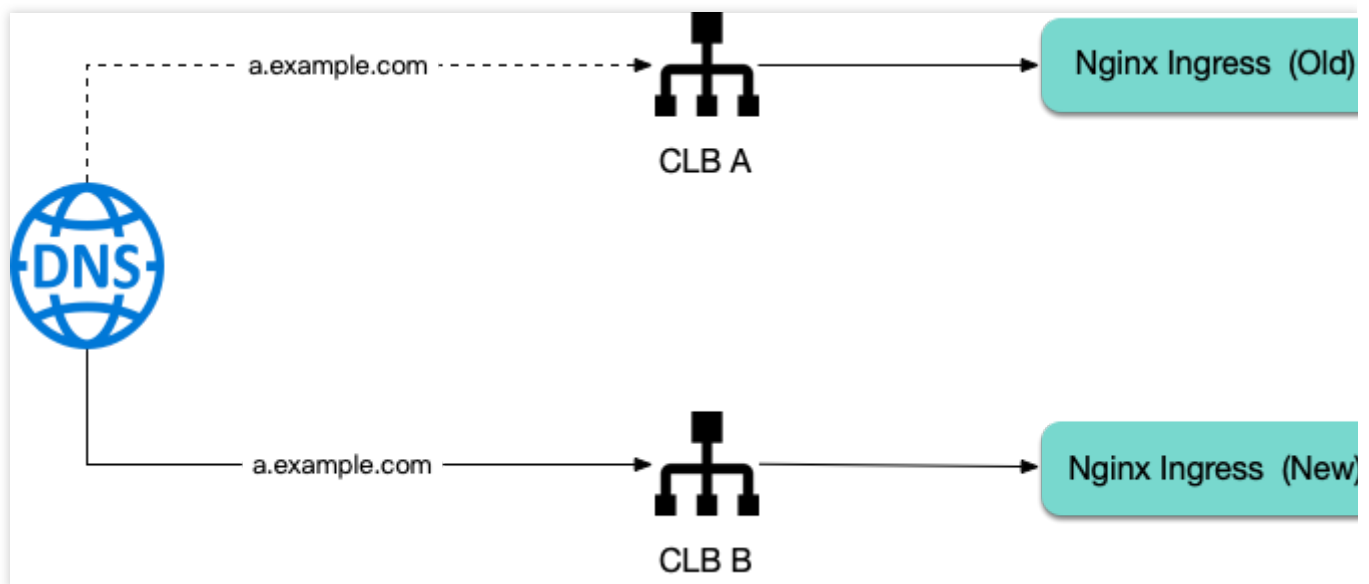 a.example.com
Nginx Ingress (Old)
CLB A
DNS
a.example.com
Nginx Ingress (New)
CLB B